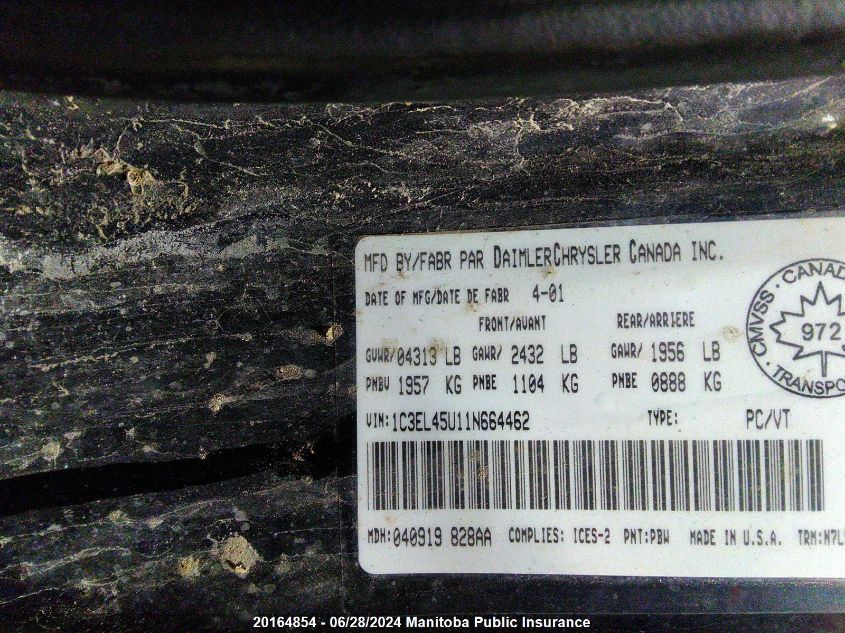 MFD BY/FABR PAR DAIMLERCHRYSLER CANADA INC.
DATE OF MFG/DATE DE FABR 4-01
FRONT/AVANT REAR/ARRIERE
GVWR/04313 LB GAWR/ 2432 LB GAWR/ 1956 LB
PNBV 1957 KG PNBE 1104 KG PNBE 0888 KG
VIN:1C3EL45U11N664462 TYPE: PC/VT
MDH:040919 828AA COMPLIES: ICES-2 PNT:PBW MADE IN U.S.A. TRM:N7L
CMVSS · CANADA
972
TRANSPO
20164854 - 06/28/2024 Manitoba Public Insurance